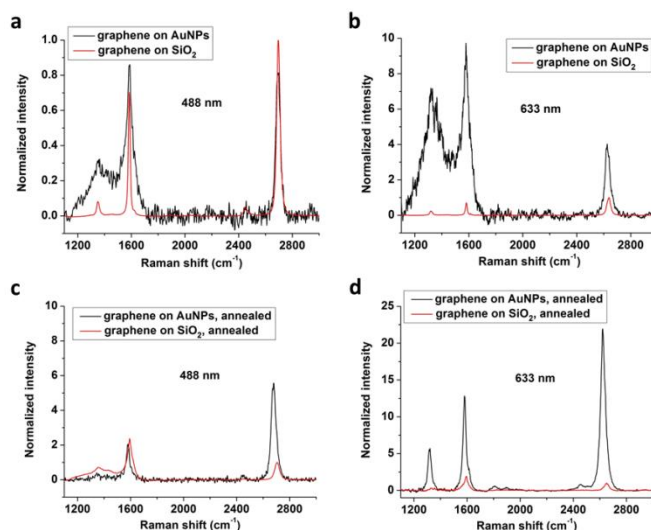 a
graphene on AuNPs
graphene on SiO₂
488 nm
Normalized intensity
1.0
0.8
0.6
0.4
0.2
0.0
1200 1600 2000 2400 2800
Raman shift (cm⁻¹)
b
graphene on AuNPs
graphene on SiO₂
633 nm
Normalized intensity
10
8
6
4
2
0
1200 1600 2000 2400 2800
Raman shift (cm⁻¹)
c
graphene on AuNPs, annealed
graphene on SiO₂, annealed
488 nm
Normalized intensity
10
8
6
4
2
0
1200 1600 2000 2400 2800
Raman shift (cm⁻¹)
d
graphene on AuNPs, annealed
graphene on SiO₂, annealed
633 nm
Normalized intensity
25
20
15
10
5
0
1200 1600 2000 2400 2800
Raman shift (cm⁻¹)